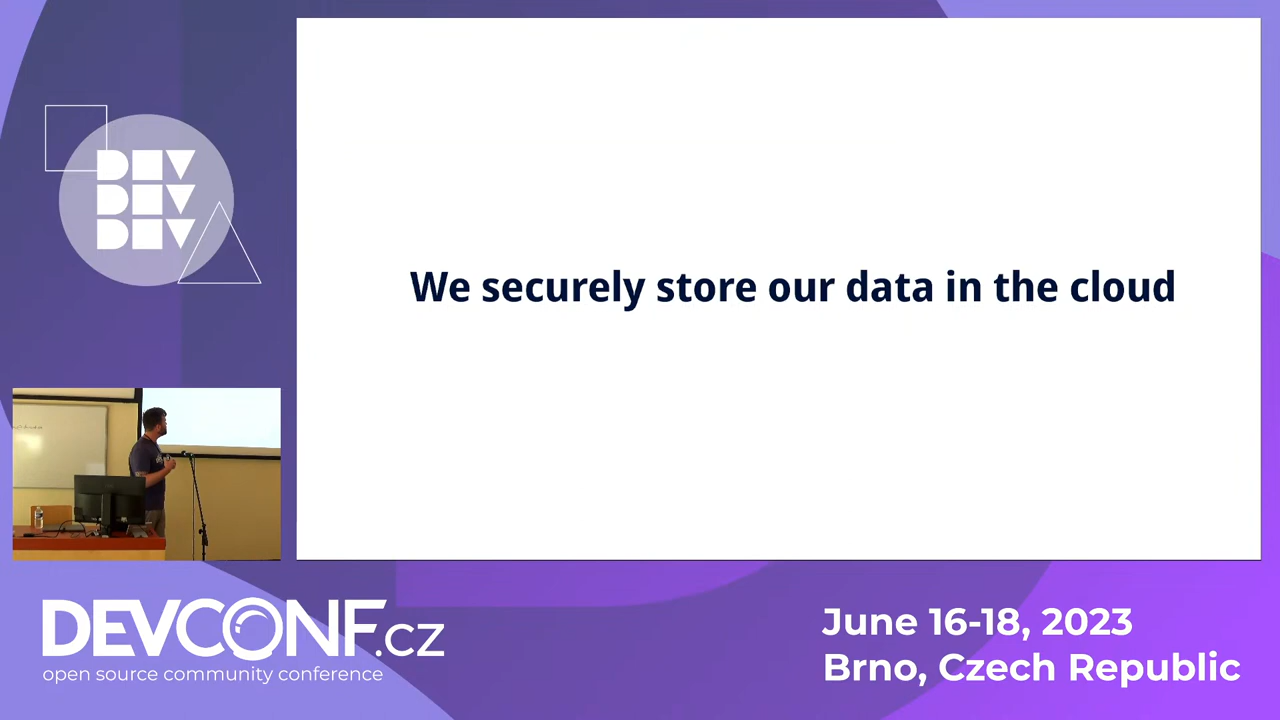 DEV
DEV
DEV
We securely store our data in the cloud
DEVCONF.cz
open source community conference
June 16-18, 2023
Brno, Czech Republic